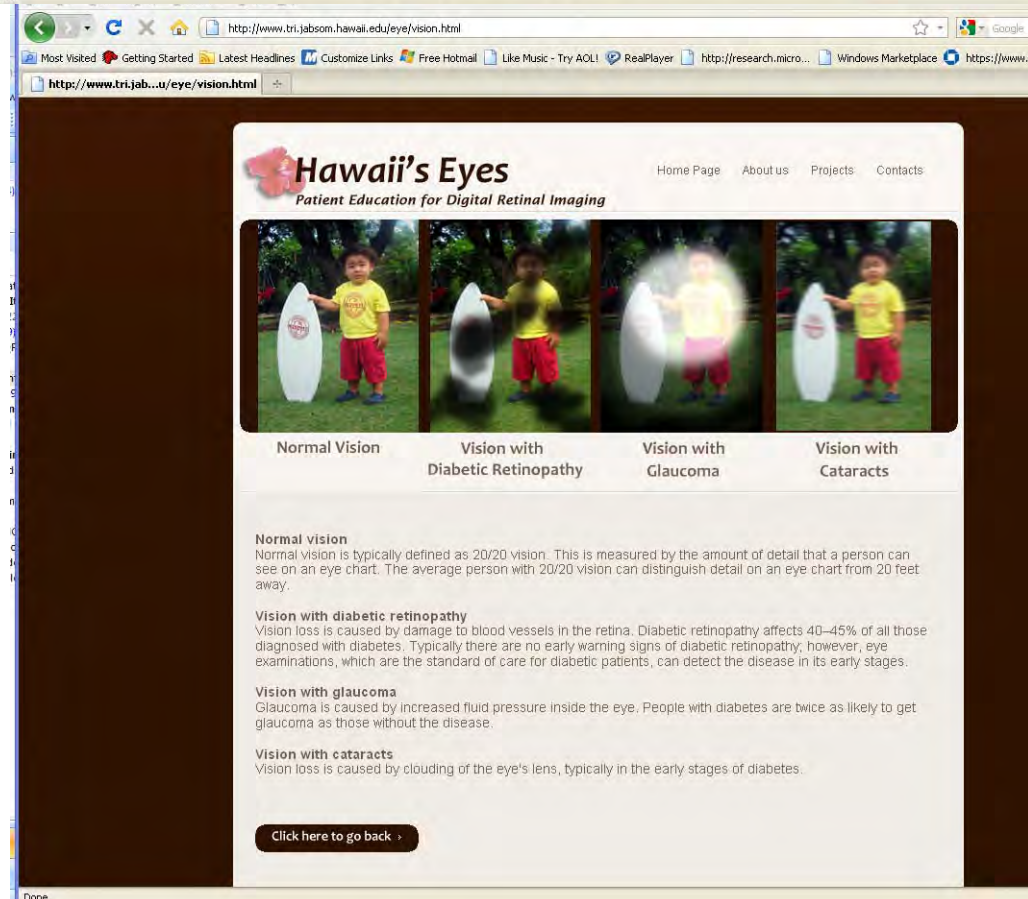 http://www.tri.jabsom.hawaii.edu/eye/vision.html
Google
Most Visited Getting Started Latest Headlines Customize Links Free Hotmail Like Music - Try AOL! RealPlayer http://research.micro... Windows Marketplace https://www.
http://www.tri.jab...u/eye/vision.html
Hawaii's Eyes
Home Page About us Projects Contacts
Patient Education for Digital Retinal Imaging
Normal Vision
Vision with
Diabetic Retinopathy
Vision with
Glaucoma
Vision with
Cataracts
Normal vision
Normal vision is typically defined as 20/20 vision. This is measured by the amount of detail that a person can
see on an eye chart. The average person with 20/20 vision can distinguish detail on an eye chart from 20 feet
away.
Vision with diabetic retinopathy
Vision loss is caused by damage to blood vessels in the retina. Diabetic retinopathy affects 40–45% of all those
diagnosed with diabetes. Typically there are no early warning signs of diabetic retinopathy; however, eye
examinations, which are the standard of care for diabetic patients, can detect the disease in its early stages.
Vision with glaucoma
Glaucoma is caused by increased fluid pressure inside the eye. People with diabetes are twice as likely to get
glaucoma as those without the disease.
Vision with cataracts
Vision loss is caused by clouding of the eye's lens, typically in the early stages of diabetes.
Click here to go back ›
Done